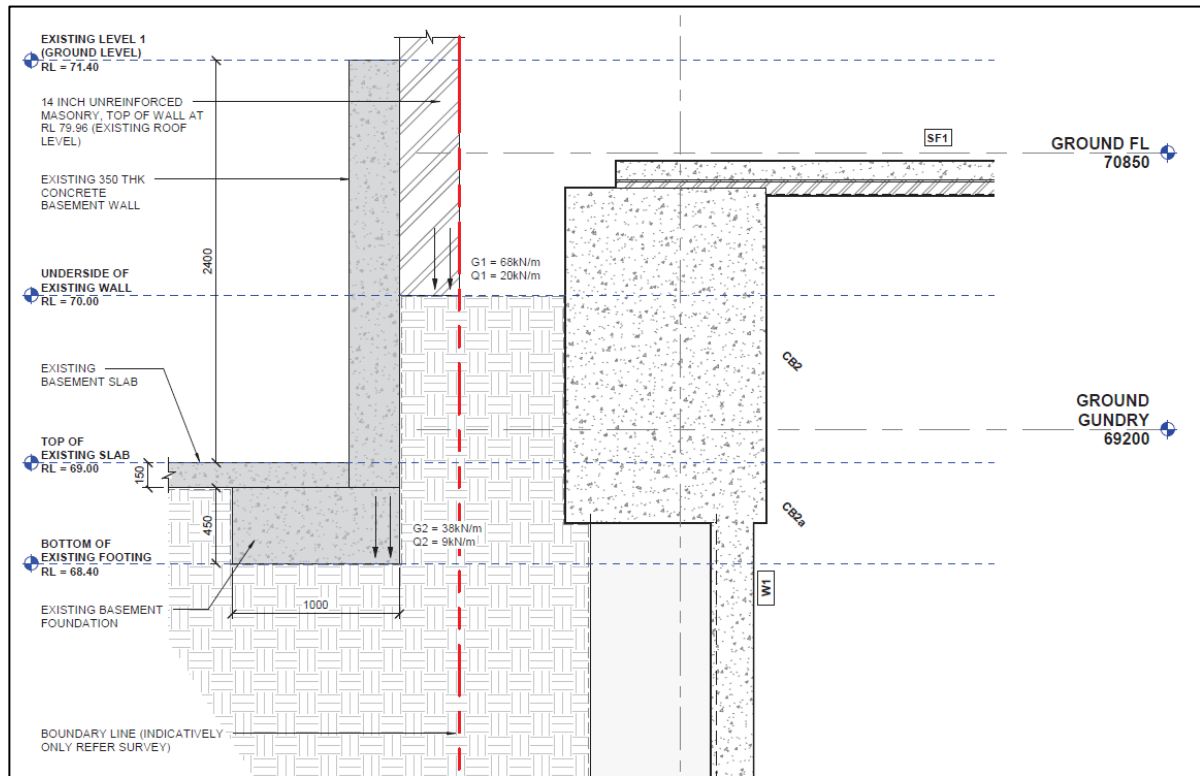 EXISTING LEVEL 1
(GROUND LEVEL)
RL = 71.40
14 INCH UNREINFORCED
MASONRY, TOP OF WALL AT
RL 79.96 (EXISTING ROOF
LEVEL)
EXISTING 350 THK
CONCRETE
BASEMENT WALL
2400
SF1
GROUND FL
70850
G1 = 68kN/m
Q1 = 20kN/m
UNDERSIDE OF
EXISTING WALL
RL = 70.00
EXISTING
BASEMENT SLAB
CB2
GROUND
GUNDRY
69200
TOP OF
EXISTING SLAB
RL = 69.00
150
450
G2 = 38kN/m
Q2 = 9kN/m
CB2a
BOTTOM OF
EXISTING FOOTING
RL = 68.40
W1
1000
EXISTING BASEMENT
FOUNDATION
BOUNDARY LINE (INDICATIVELY
ONLY REFER SURVEY)